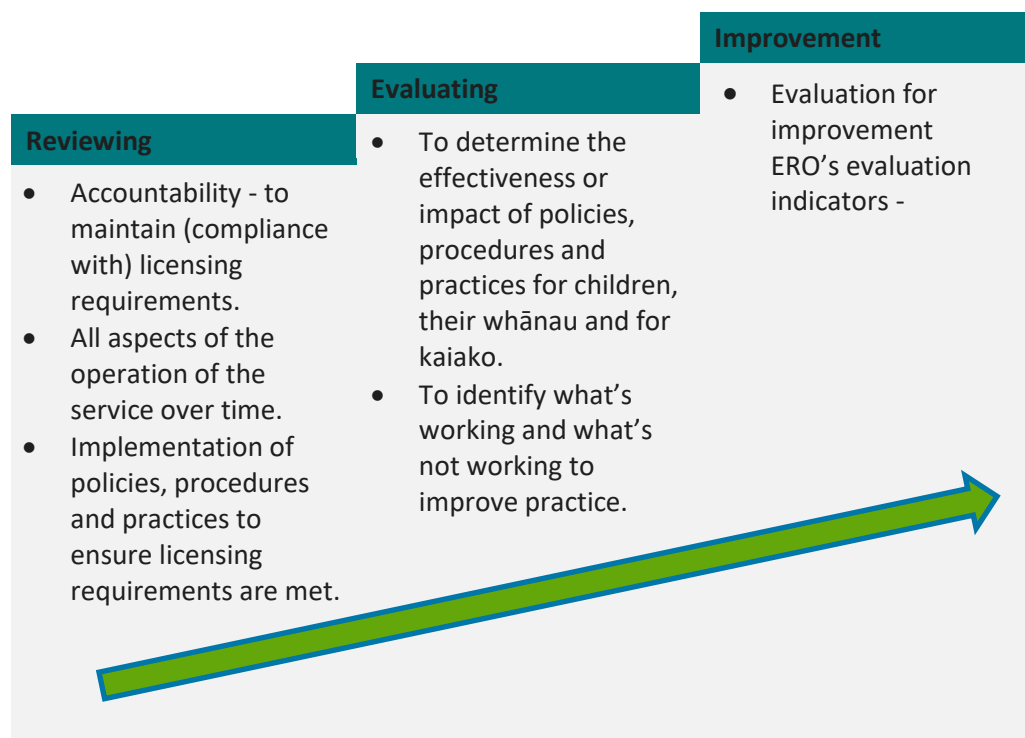 Reviewing
• Accountability - to
maintain (compliance
with) licensing
requirements.
• All aspects of the
operation of the
service over time.
• Implementation of
policies, procedures
and practices to
ensure licensing
requirements are met.
Evaluating
• To determine the
effectiveness or
impact of policies,
procedures and
practices for children,
their whānau and for
kaiako.
• To identify what’s
working and what’s
not working to
improve practice.
Improvement
• Evaluation for
improvement
ERO’s evaluation
indicators -